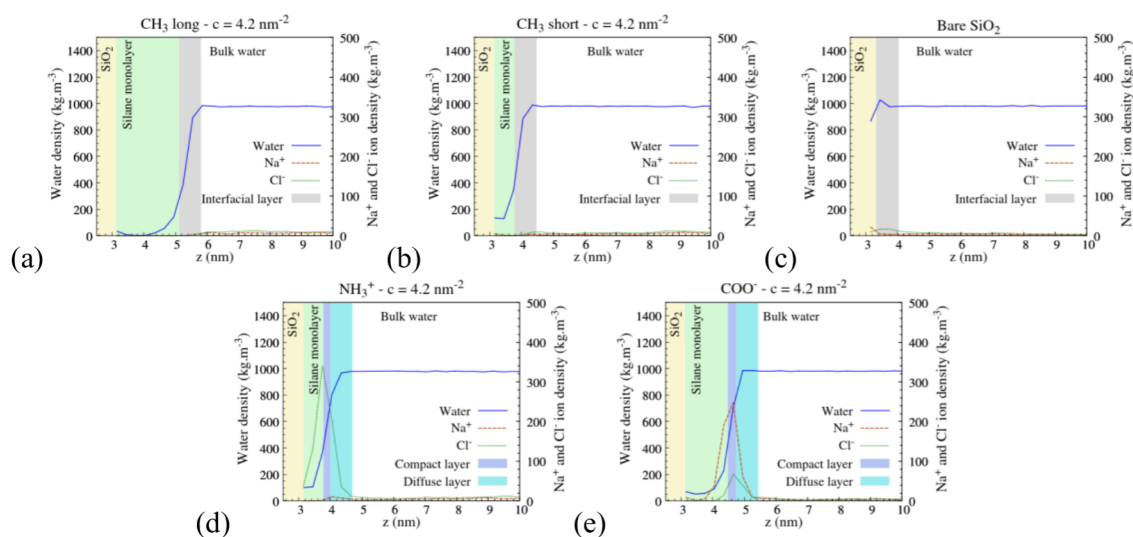 CH₃ long - c = 4.2 nm⁻²
1400
1200
1000
800
600
400
200
0
Water density (kg.m⁻³)
SiO₂
Silane monolayer
Bulk water
Water
Na⁺
Cl⁻
Interfacial layer
500
400
300
200
100
0
Na⁺ and Cl⁻ ion density (kg.m⁻³)
3 4 5 6 7 8 9 10
z (nm)
(a)
CH₃ short - c = 4.2 nm⁻²
1400
1200
1000
800
600
400
200
0
Water density (kg.m⁻³)
SiO₂
Silane monolayer
Bulk water
Water
Na⁺
Cl⁻
Interfacial layer
500
400
300
200
100
0
Na⁺ and Cl⁻ ion density (kg.m⁻³)
3 4 5 6 7 8 9 10
z (nm)
(b)
Bare SiO₂
1400
1200
1000
800
600
400
200
0
Water density (kg.m⁻³)
SiO₂
Bulk water
Water
Na⁺
Cl⁻
Interfacial layer
500
400
300
200
100
0
Na⁺ and Cl⁻ ion density (kg.m⁻³)
3 4 5 6 7 8 9 10
z (nm)
(c)
NH₃⁺ - c = 4.2 nm⁻²
1400
1200
1000
800
600
400
200
0
Water density (kg.m⁻³)
SiO₂
Silane monolayer
Bulk water
Water
Na⁺
Cl⁻
Compact layer
Diffuse layer
500
400
300
200
100
0
Na⁺ and Cl⁻ ion density (kg.m⁻³)
3 4 5 6 7 8 9 10
z (nm)
(d)
COO⁻ - c = 4.2 nm⁻²
1400
1200
1000
800
600
400
200
0
Water density (kg.m⁻³)
SiO₂
Silane monolayer
Bulk water
Water
Na⁺
Cl⁻
Compact layer
Diffuse layer
500
400
300
200
100
0
Na⁺ and Cl⁻ ion density (kg.m⁻³)
3 4 5 6 7 8 9 10
z (nm)
(e)